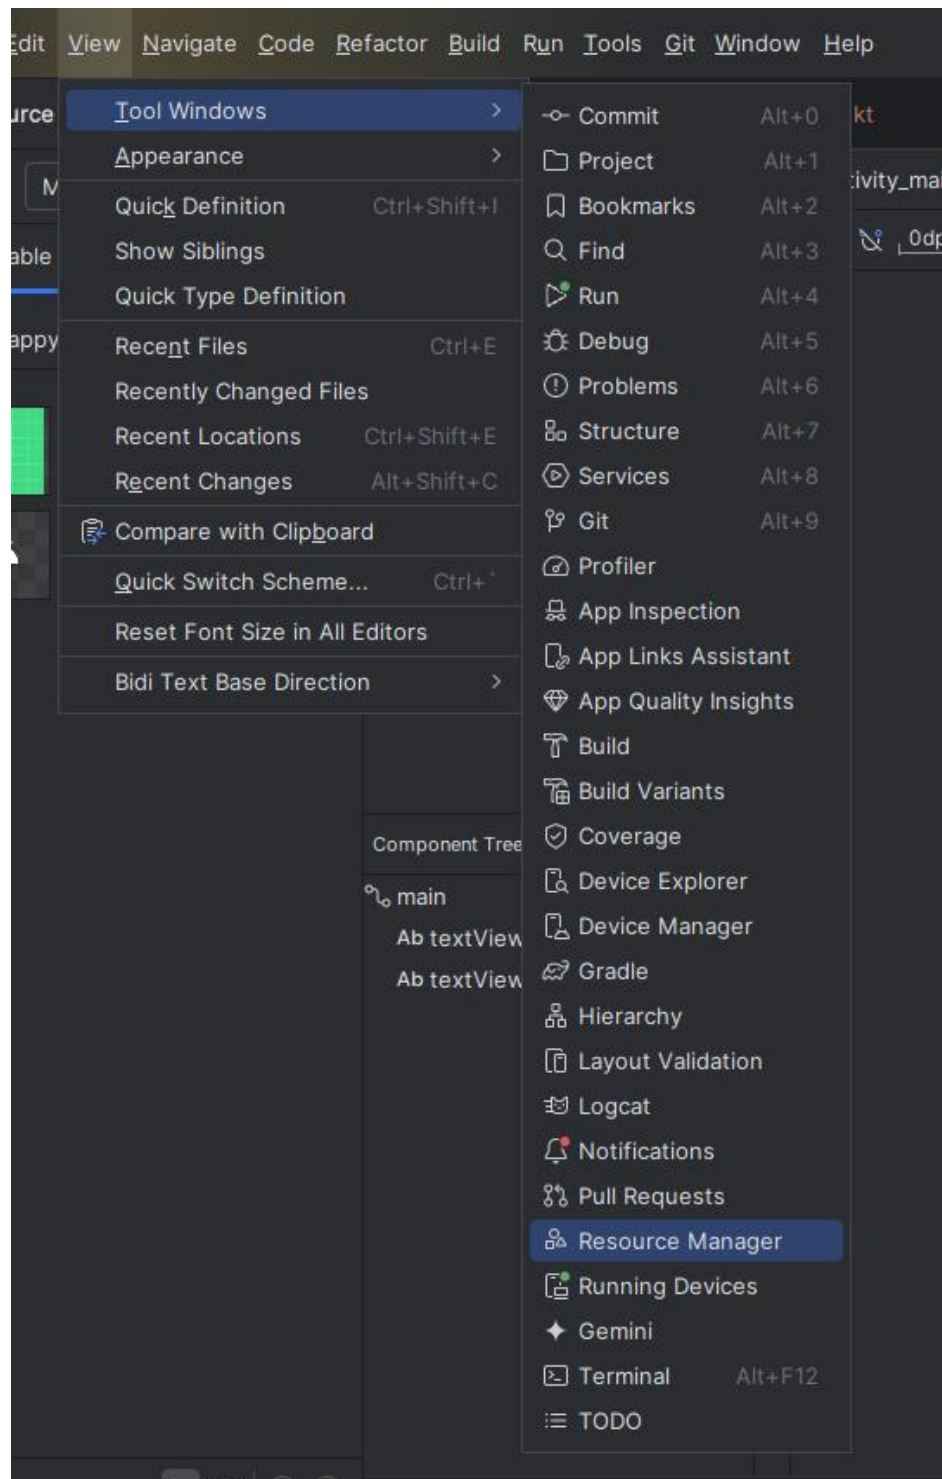 Edit View Navigate Code Refactor Build Run Tools Git Window Help
urce
M
able
appy
Tool Windows
Appearance
Quick Definition Ctrl+Shift+I
Show Siblings
Quick Type Definition
Recent Files Ctrl+E
Recently Changed Files
Recent Locations Ctrl+Shift+E
Recent Changes Alt+Shift+C
Compare with Clipboard
Quick Switch Scheme... Ctrl+`
Reset Font Size in All Editors
Bidi Text Base Direction
Component Tree
main
Ab textView
Ab textView
Commit Alt+0
Project Alt+1
Bookmarks Alt+2
Find Alt+3
Run Alt+4
Debug Alt+5
Problems Alt+6
Structure Alt+7
Services Alt+8
Git Alt+9
Profiler
App Inspection
App Links Assistant
App Quality Insights
Build
Build Variants
Coverage
Device Explorer
Device Manager
Gradle
Hierarchy
Layout Validation
Logcat
Notifications
Pull Requests
Resource Manager
Running Devices
Gemini
Terminal Alt+F12
TODO
kt
tivity_mai
0dp